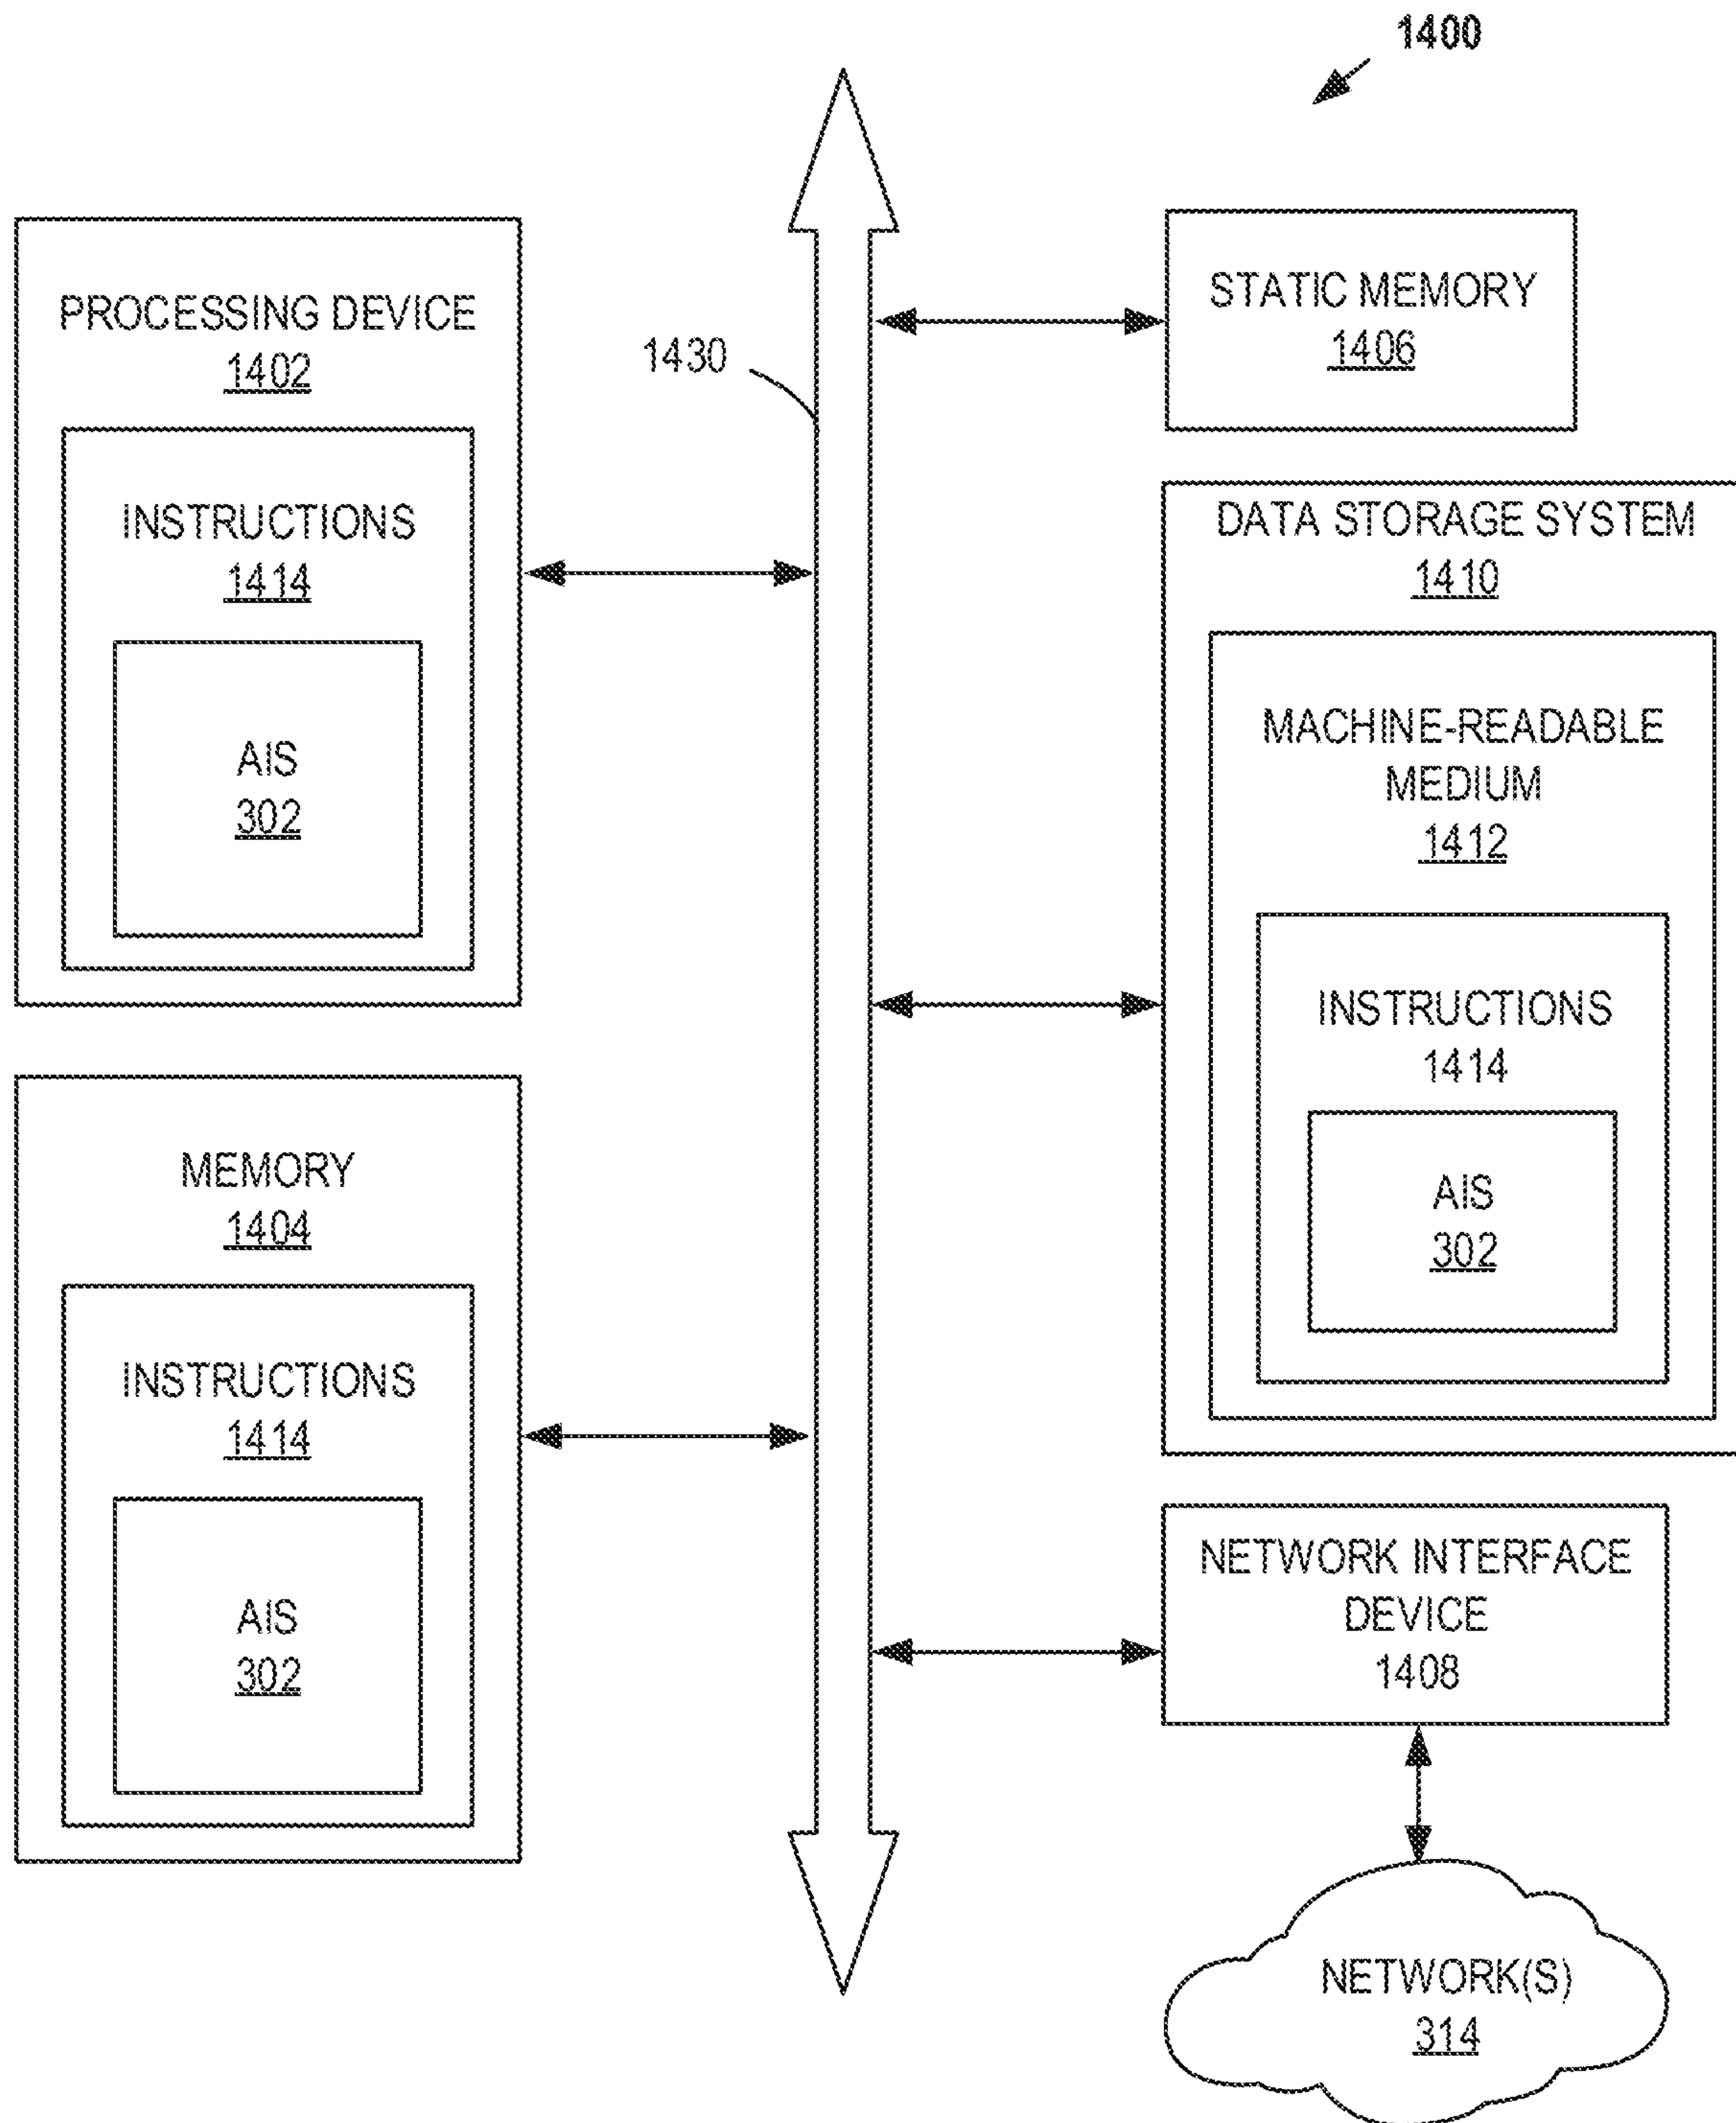 1400
PROCESSING DEVICE
1402
INSTRUCTIONS
1414
AIS
302
MEMORY
1404
INSTRUCTIONS
1414
AIS
302
1430
STATIC MEMORY
1406
DATA STORAGE SYSTEM
1410
MACHINE-READABLE
MEDIUM
1412
INSTRUCTIONS
1414
AIS
302
NETWORK INTERFACE
DEVICE
1408
NETWORK(S)
314